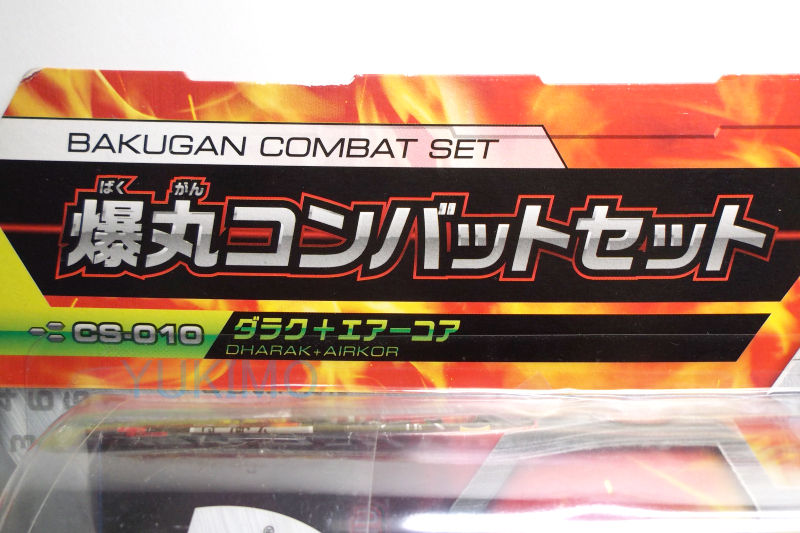 BAKUGAN COMBAT SET
ばく がん
爆丸コンバットセット
CS-010
ダラク+エアーコア
DHARAK+AIRKOR
YUKIMO